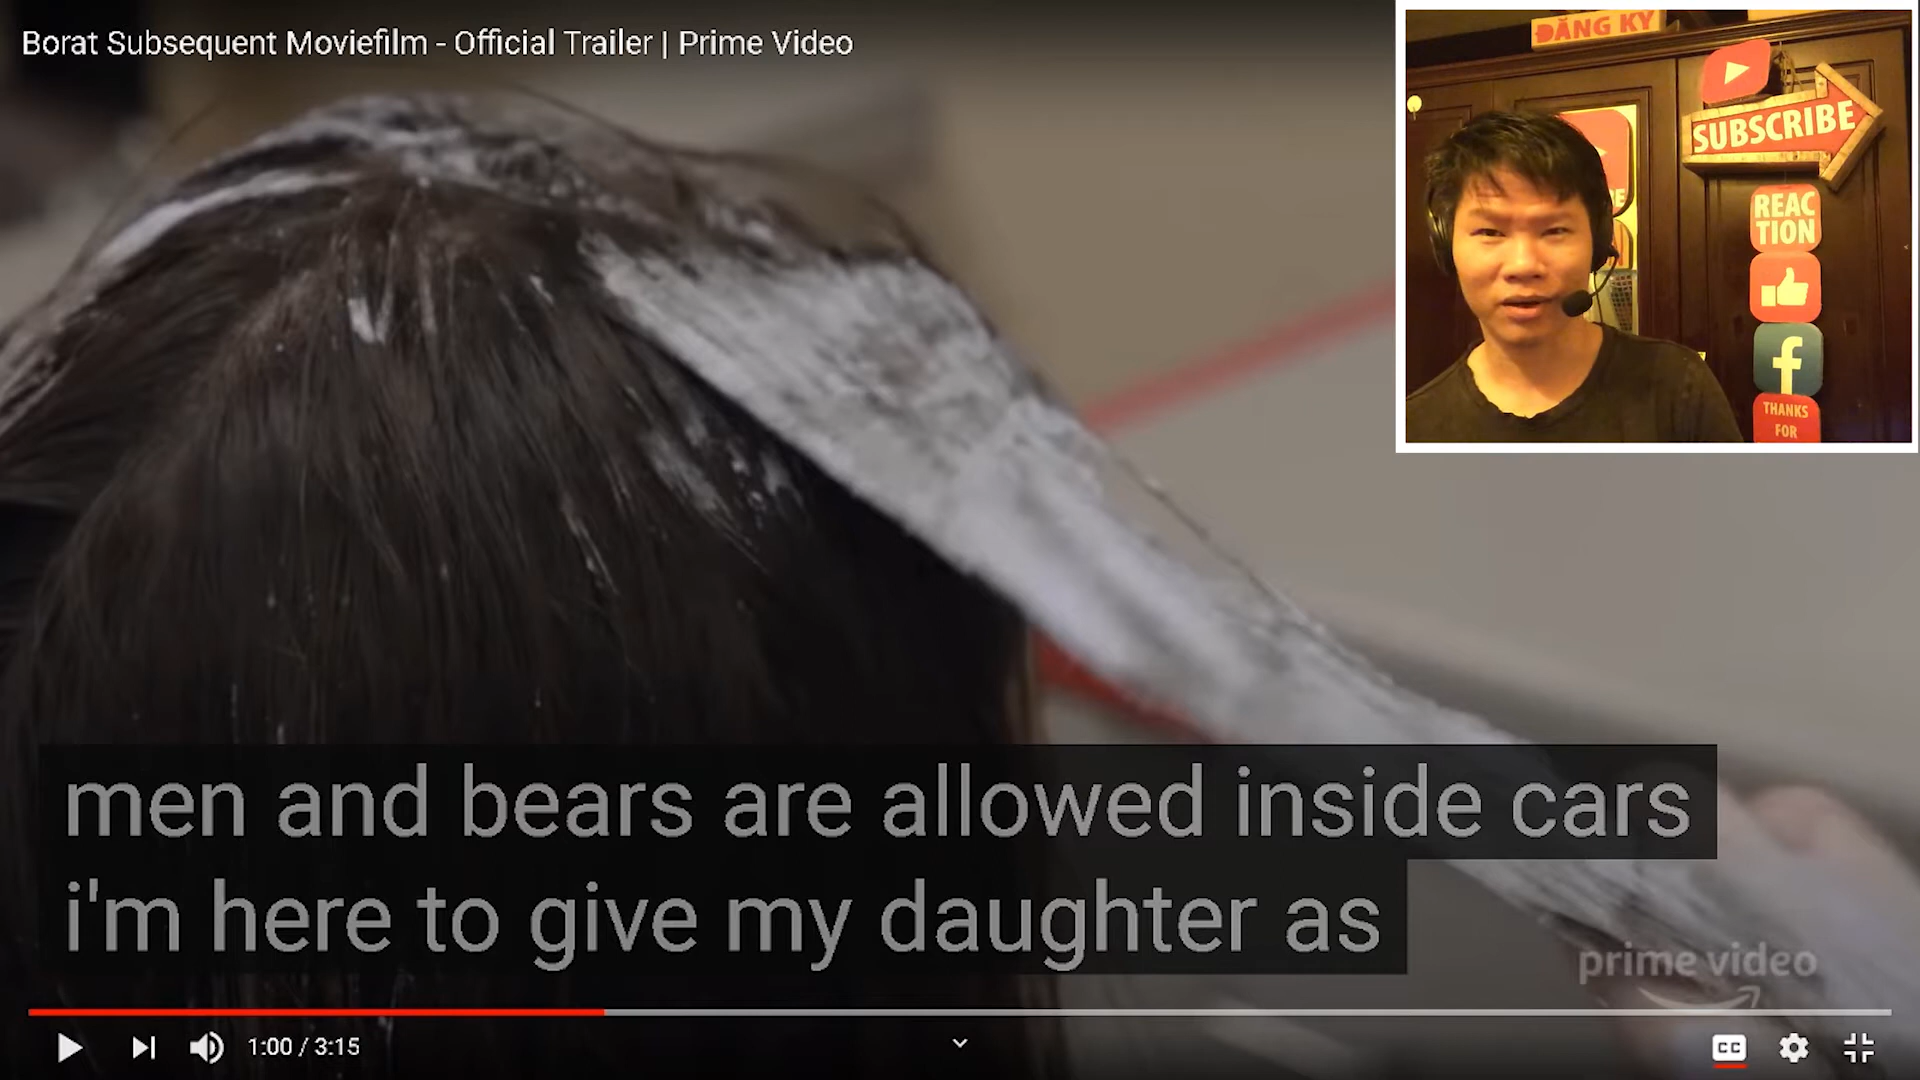 Borat Subsequent Moviefilm - Official Trailer | Prime Video
ĐĂNG KÝ
SUBSCRIBE
REAC
TION
f
THANKS
FOR
men and bears are allowed inside cars
i'm here to give my daughter as
prime video
1:00 / 3:15
CC